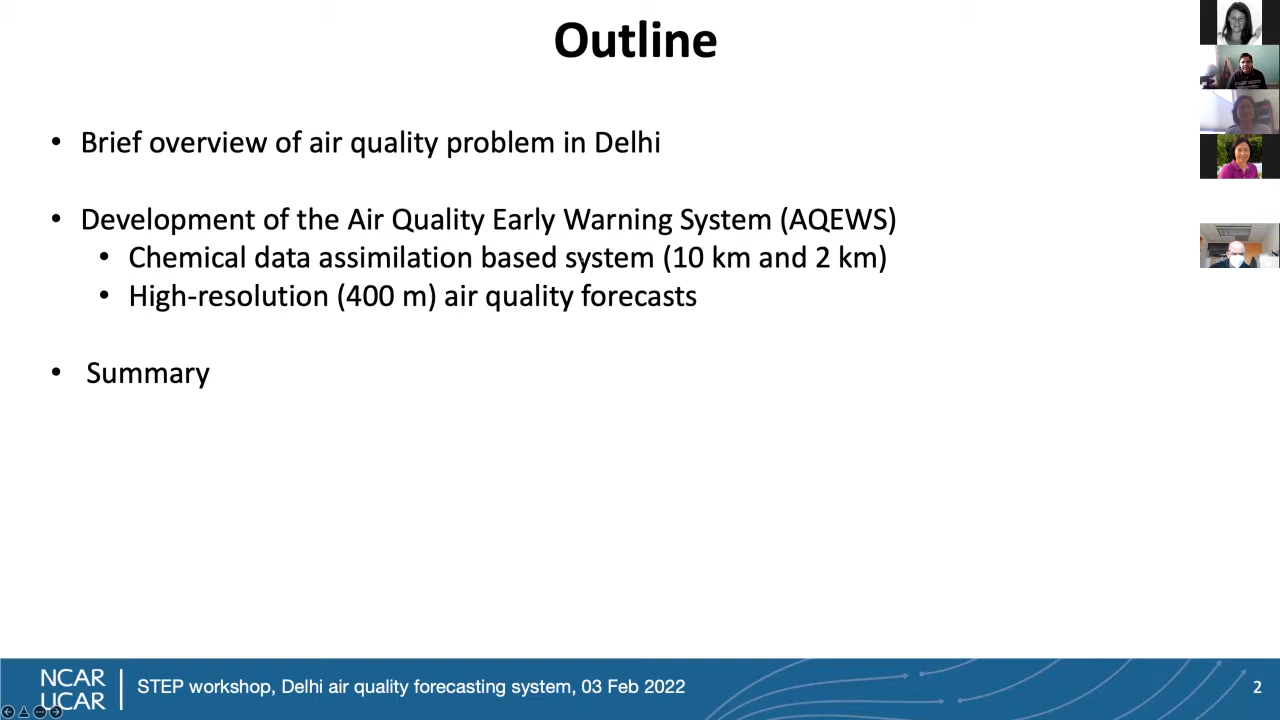 Outline
• Brief overview of air quality problem in Delhi
• Development of the Air Quality Early Warning System (AQEWS)
• Chemical data assimilation based system (10 km and 2 km)
• High-resolution (400 m) air quality forecasts
• Summary
NCAR
UCAR
STEP workshop, Delhi air quality forecasting system, 03 Feb 2022
2